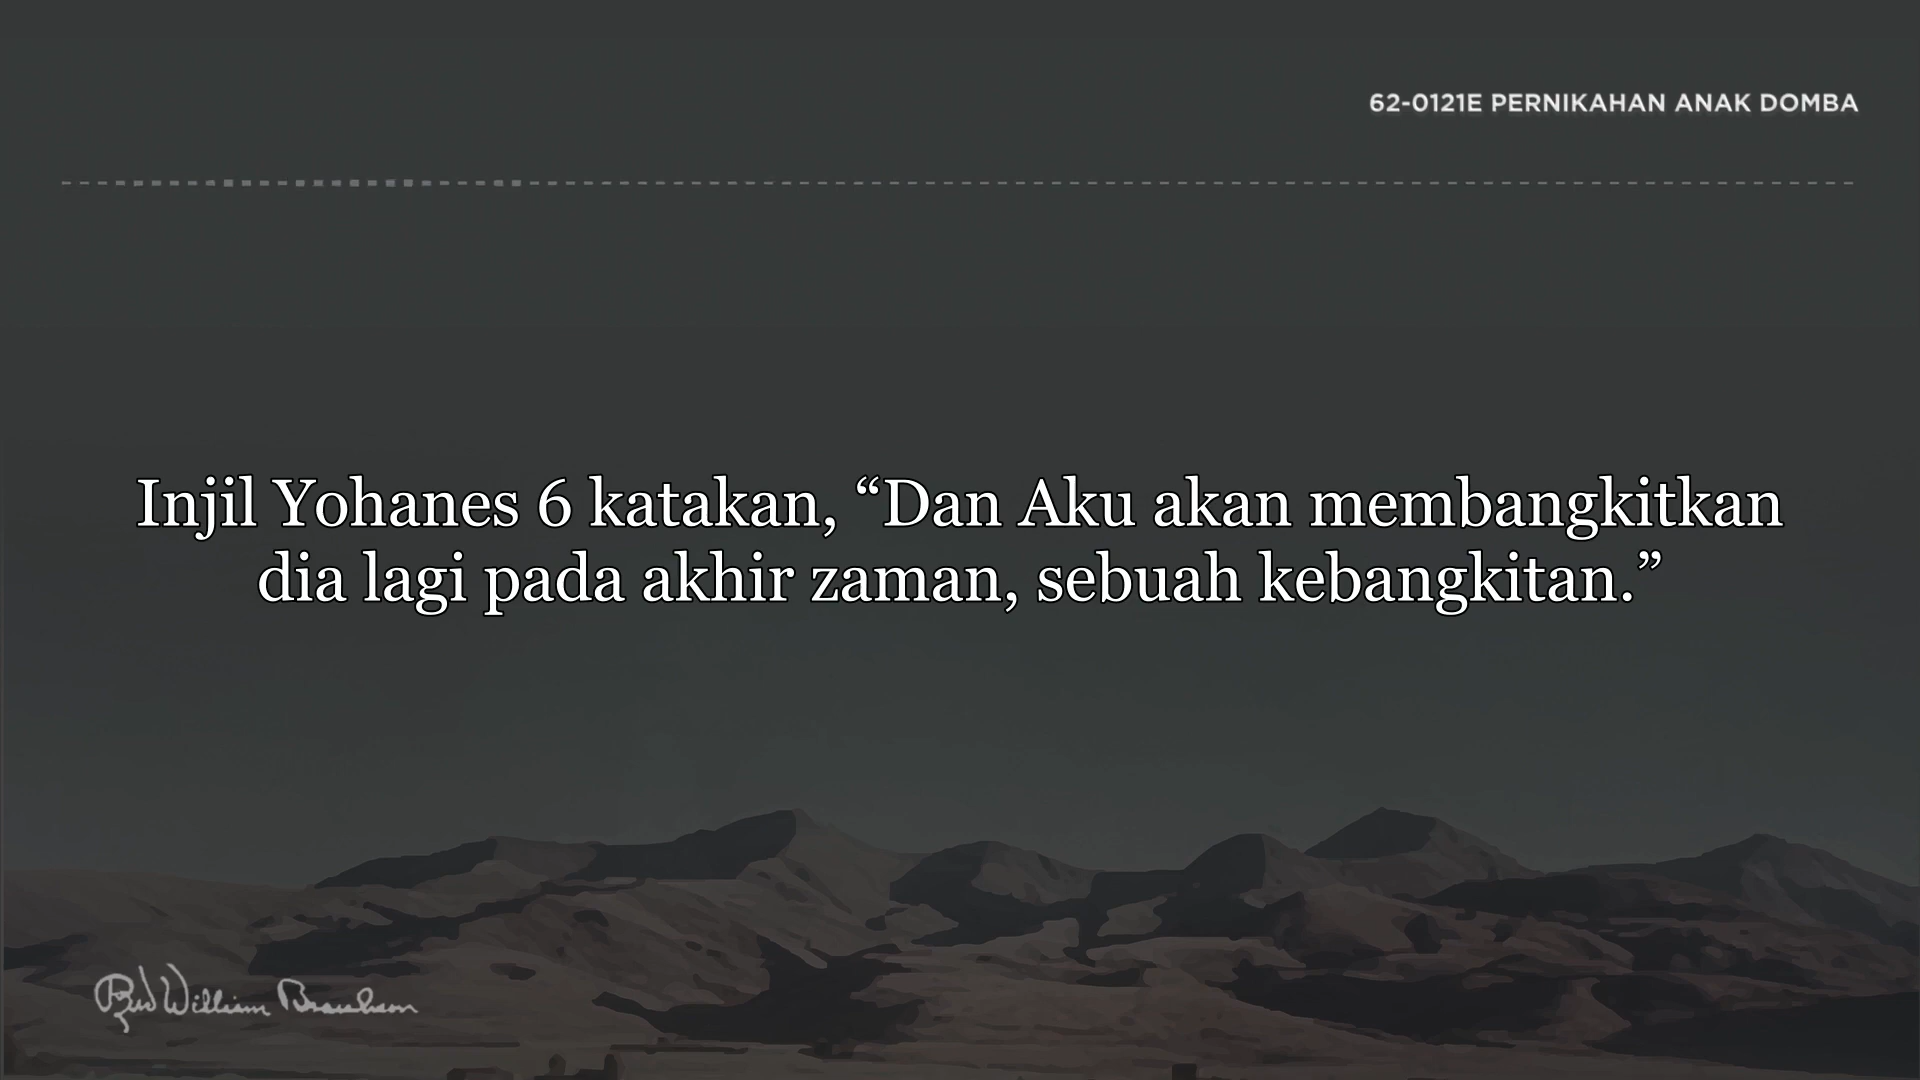 62-0121E PERNIKAHAN ANAK DOMBA
Injil Yohanes 6 katakan, “Dan Aku akan membangkitkan
dia lagi pada akhir zaman, sebuah kebangkitan.”
Rev William Branham